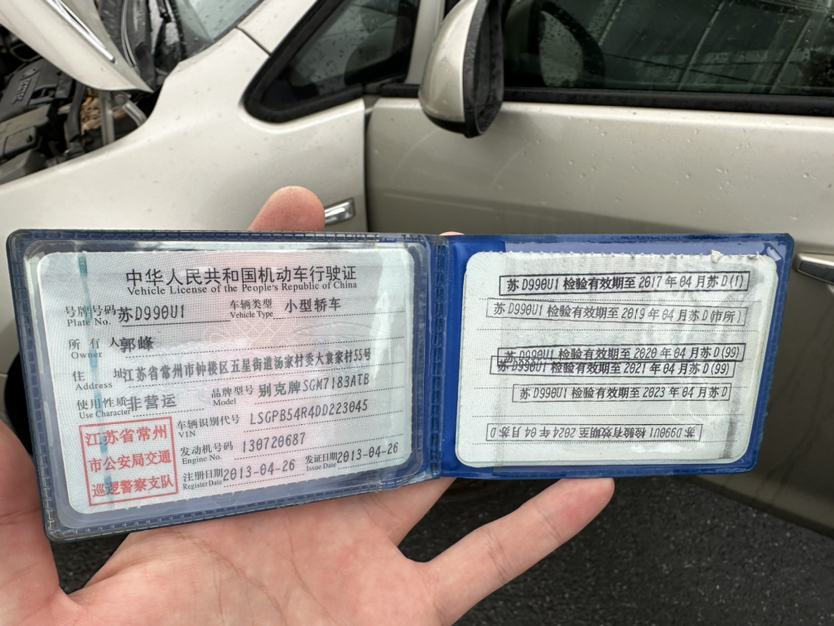 中华人民共和国机动车行驶证
Vehicle License of the People's Republic of China
号牌号码 苏D990U1 车辆类型 小型轿车
Plate No. Vehicle Type
所有人 郭峰
Owner
住址 江苏省常州市钟楼区五星街道汤家村委大袁家村55号
Address
使用性质 非营运 品牌型号 别克牌SGM7183ATB
Use Character Model
江苏省常州
市公安局交通
巡逻警察支队
车辆识别代号 LSGPB54R4DD223045
VIN
发动机号码 130720687
Engine No.
注册日期 2013-04-26 发证日期 2013-04-26
Register Date Issue Date
苏D990U1 检验有效期至 2017年04月苏D(1)
苏D990U1 检验有效期至 2019年04月苏D(市所)
苏D990U1 检验有效期至 2020年04月苏D(99)
苏D990U1 检验有效期至 2021年04月苏D(99)
苏D990U1 检验有效期至 2023年04月苏D
苏D990U1 检验有效期至 2024年04月苏D